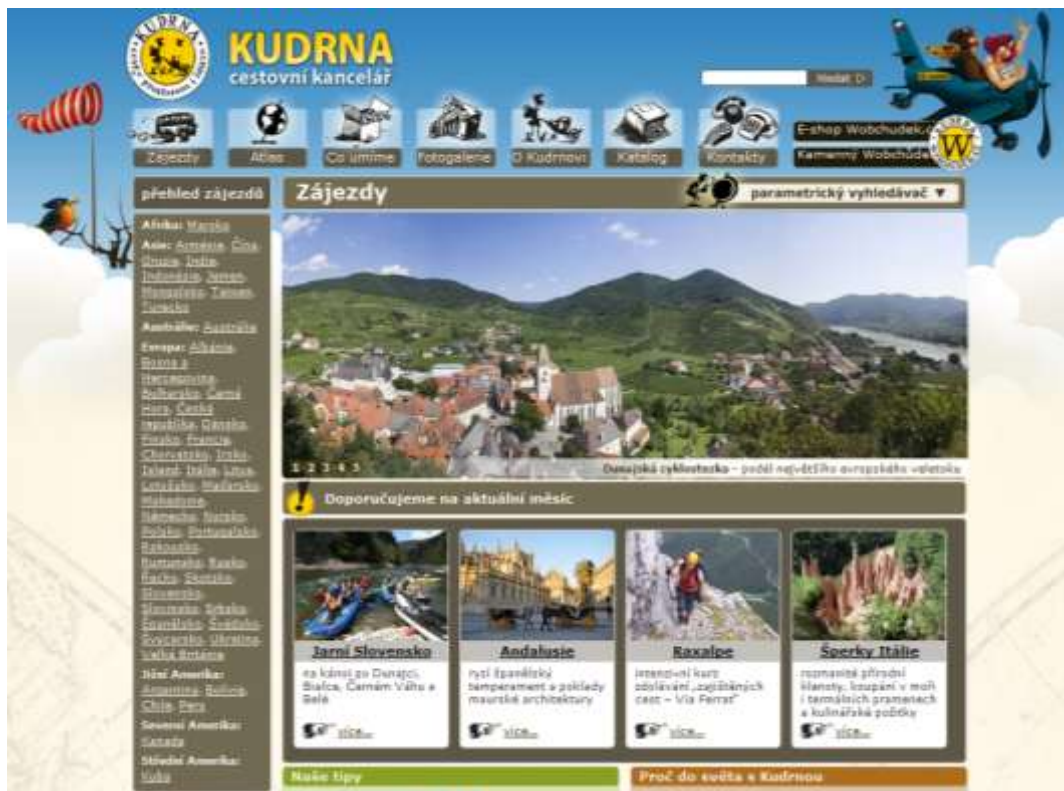 KUDRNA
KUDRNA
cestovní kancelář
hledat
Zájezdy
Atlas
Co umíme
Fotogalerie
O Kudrnovi
Katalog
Kontakty
E-shop Wobchudek.
Kamenný Wobchůdek
W
přehled zájezdů
Zájezdy
parametrický vyhledávač ▼
Afrika: Maroko
Asie: Arménie, Čína,
Gruzie, Indie,
Indonésie, Jemen,
Mongolsko, Taiwan,
Turecko
Austrálie: Austrálie
Evropa: Albánie,
Bosna a
Hercegovina,
Bulharsko, Černá
Hora, Česká
republika, Dánsko,
Finsko, Francie,
Chorvatsko, Irsko,
Island, Itálie, Litva,
Lotyšsko, Maďarsko,
Makedonie,
Německo, Norsko,
Polsko, Portugalsko,
Rakousko,
Rumunsko, Rusko,
Řecko, Skotsko,
Slovensko,
Slovinsko, Srbsko,
Španělsko, Švédsko,
Švýcarsko, Ukrajina,
Velká Británie
Jižní Amerika:
Argentina, Bolívie,
Chile, Peru
Severní Amerika:
Kanada
Střední Amerika:
Kuba
1 2 3 4 5
Dunajská cyklostezka – podél největšího evropského veletoku
Doporučujeme na aktuální měsíc
Jarní Slovensko
na kánoi po Dunajci,
Bialce, Černém Váhu a
Belé
více...
Andalusie
ryzí španělský
temperament a poklady
maurské architektury
více...
Raxalpe
intenzivní kurz
zdolávání „zajištěných
cest – Via Ferrat"
více...
Šperky Itálie
rozmanité přírodní
klenoty, koupání v moři
i termálních pramenech
a kulinářské požitky
více...
Naše tipy
Proč do světa s Kudrnou